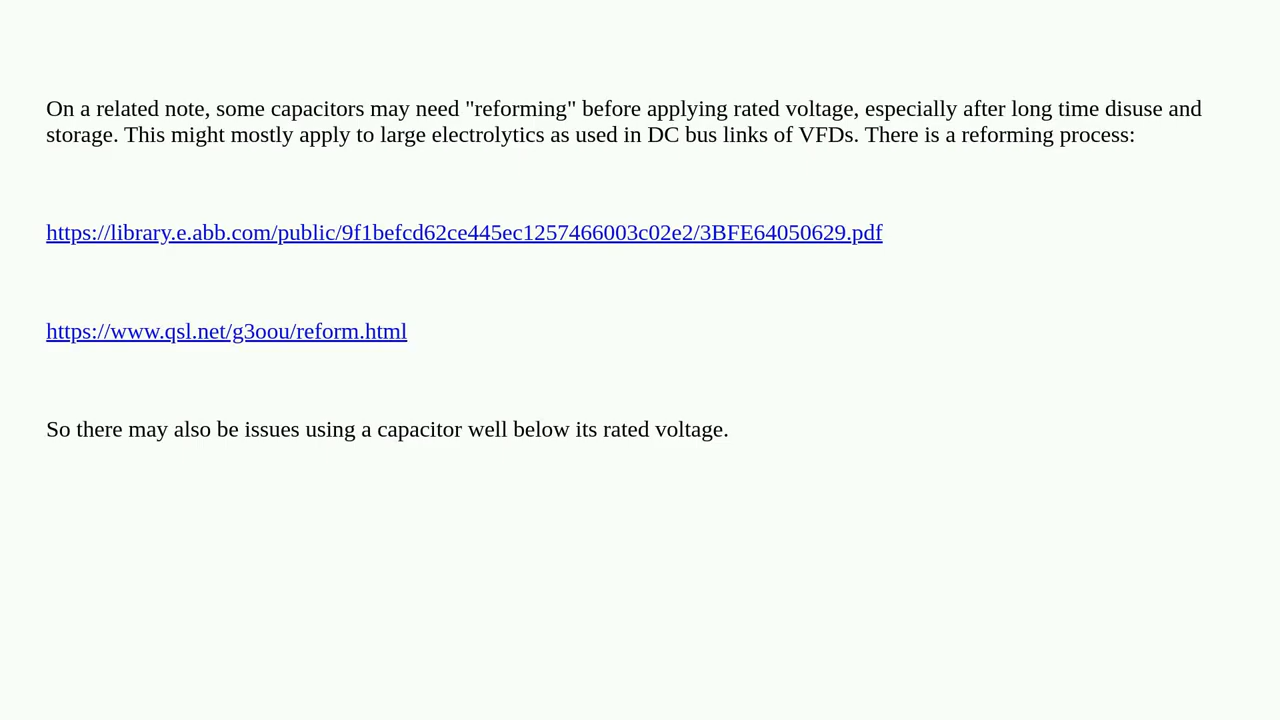 On a related note, some capacitors may need "reforming" before applying rated voltage, especially after long time disuse and
storage. This might mostly apply to large electrolytics as used in DC bus links of VFDs. There is a reforming process:
https://library.e.abb.com/public/9f1befcd62ce445ec1257466003c02e2/3BFE64050629.pdf
https://www.qsl.net/g3oou/reform.html
So there may also be issues using a capacitor well below its rated voltage.